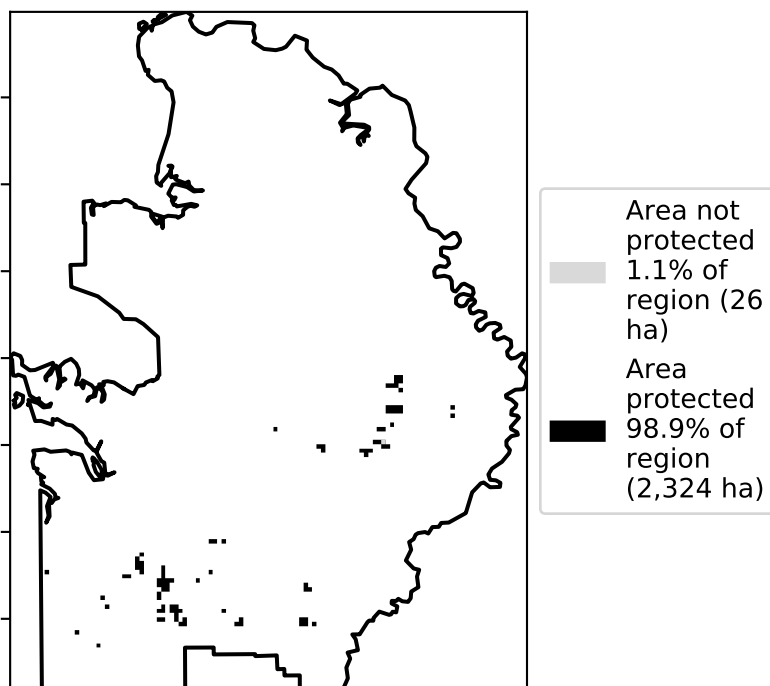 Area not
protected
1.1% of
region (26
ha)
Area
protected
98.9% of
region
(2,324 ha)